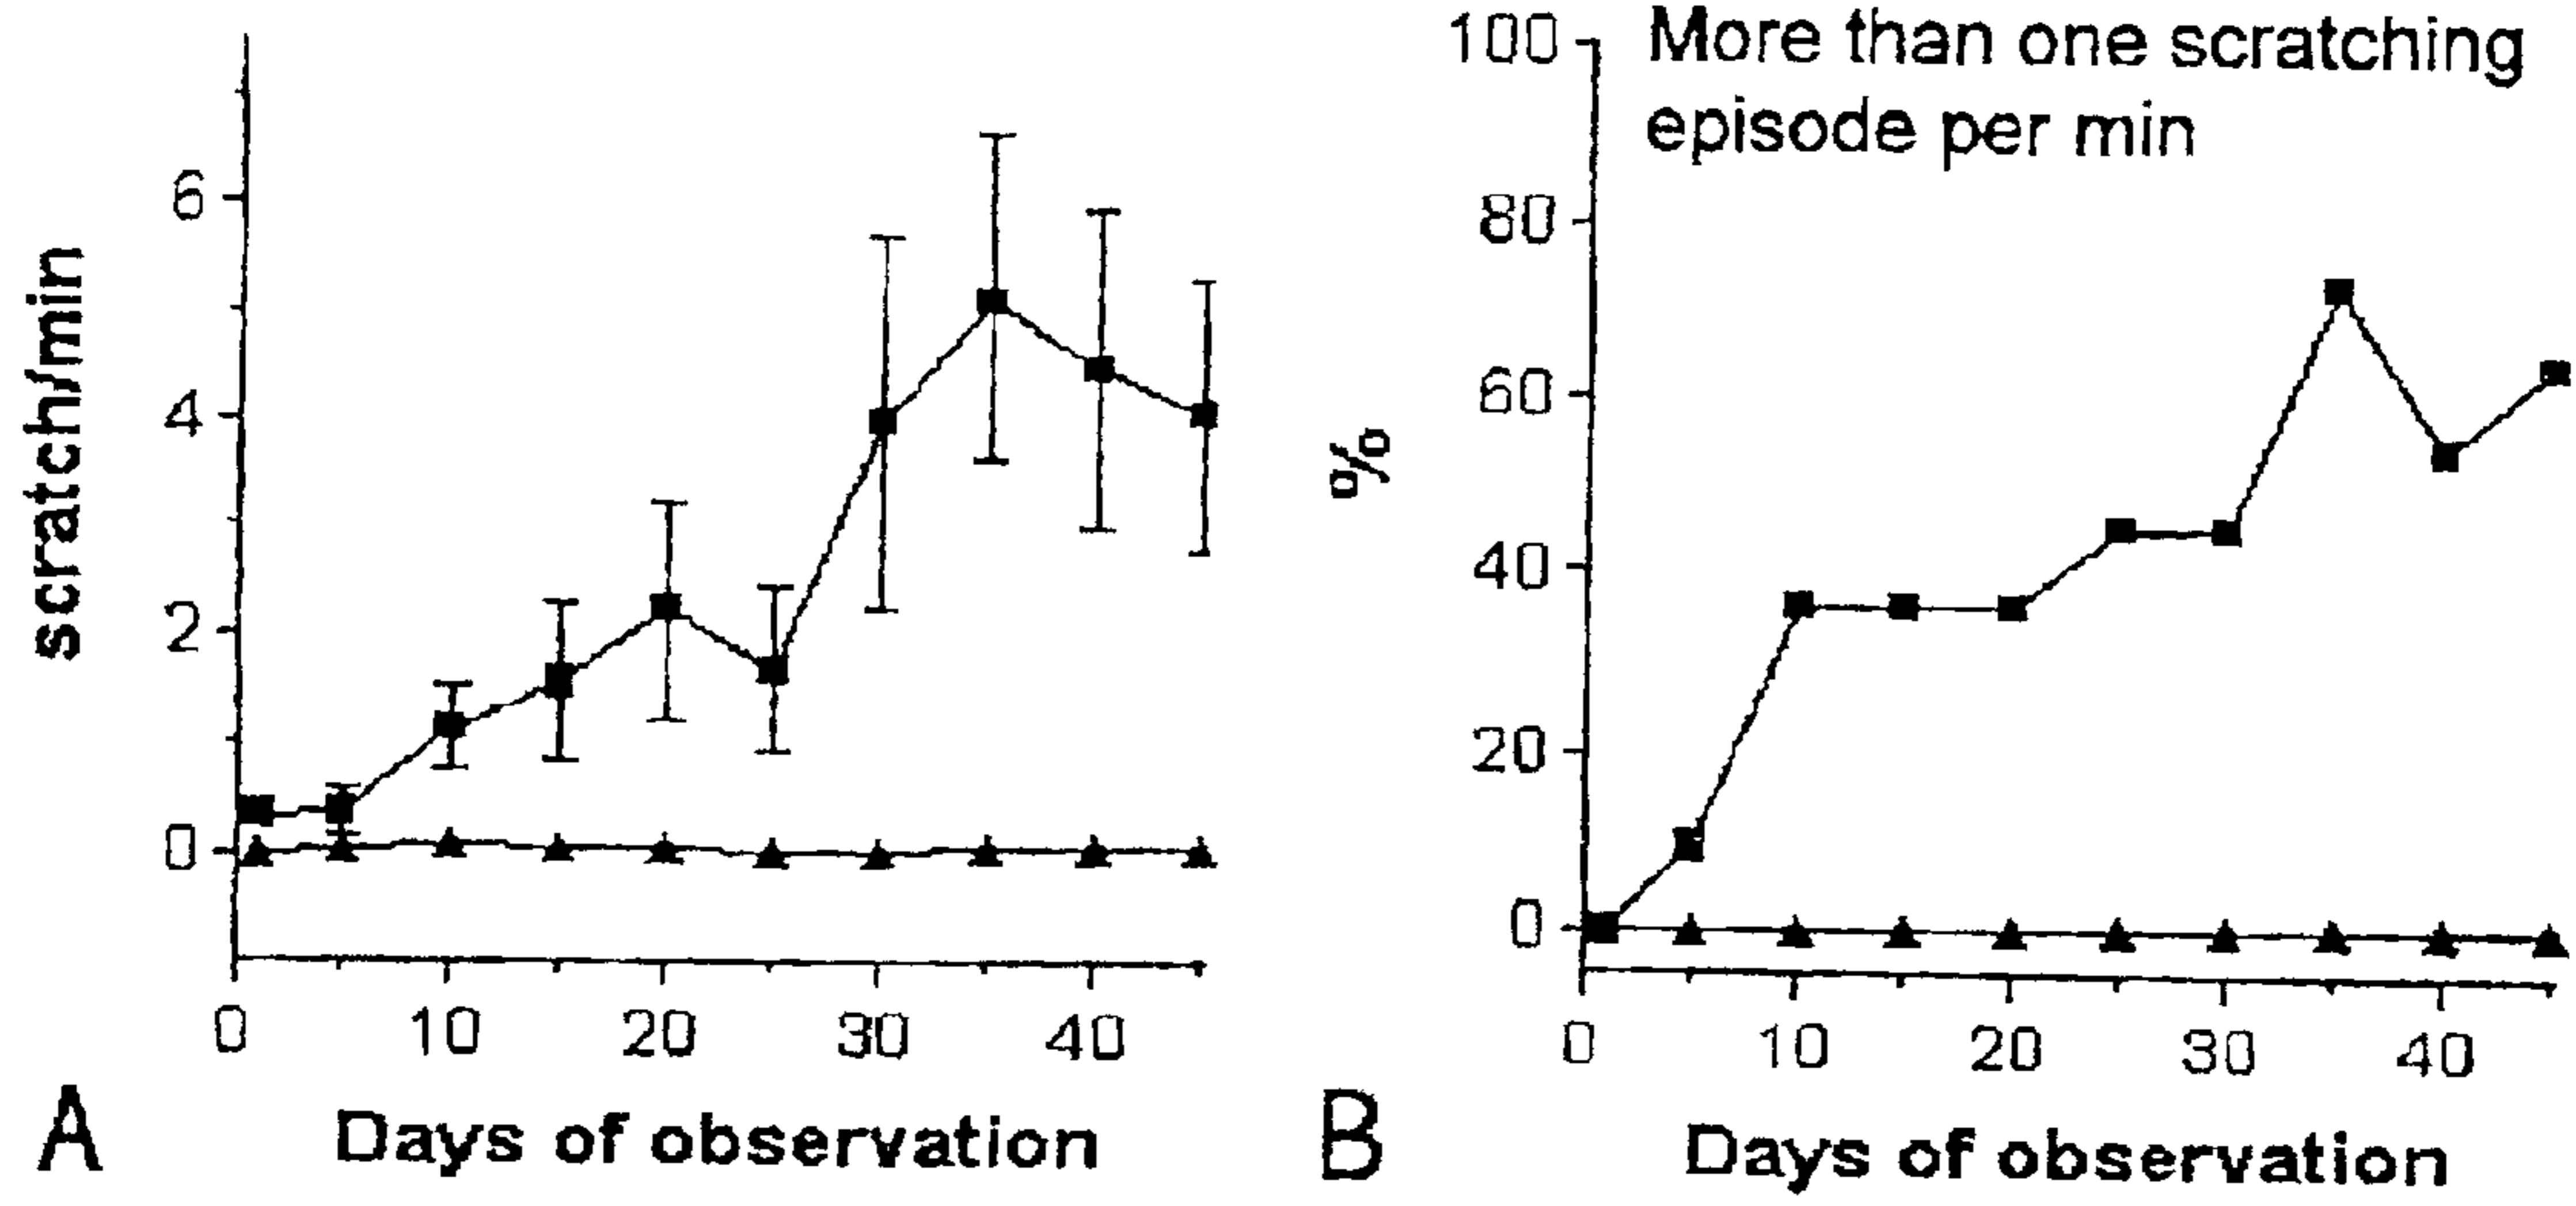 scratch/min
6
4
2
0
0 10 20 30 40
A Days of observation
More than one scratching
episode per min
%
100
80
60
40
20
0
0 10 20 30 40
B Days of observation